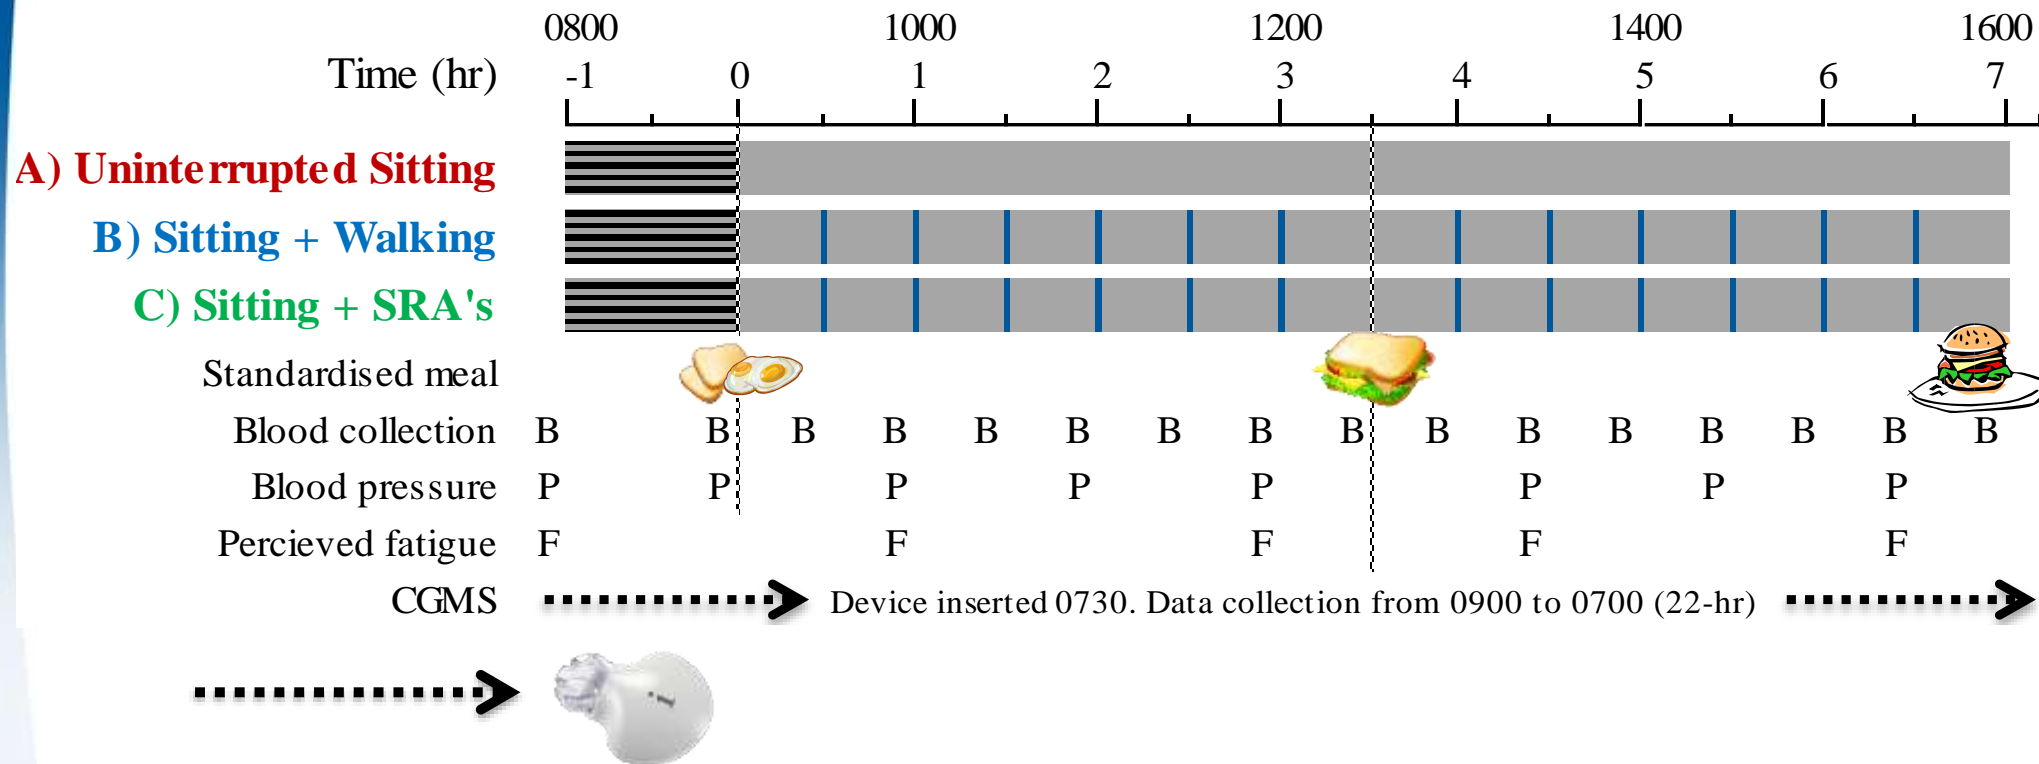 0800 1000 1200 1400 1600
Time (hr) -1 0 1 2 3 4 5 6 7
A) Uninterrupted Sitting
B) Sitting + Walking
C) Sitting + SRA's
Standardised meal
Blood collection B B B B B B B B B B B B B B B B
Blood pressure P P P P P P P P
Percieved fatigue F F F F F
CGMS Device inserted 0730. Data collection from 0900 to 0700 (22-hr)